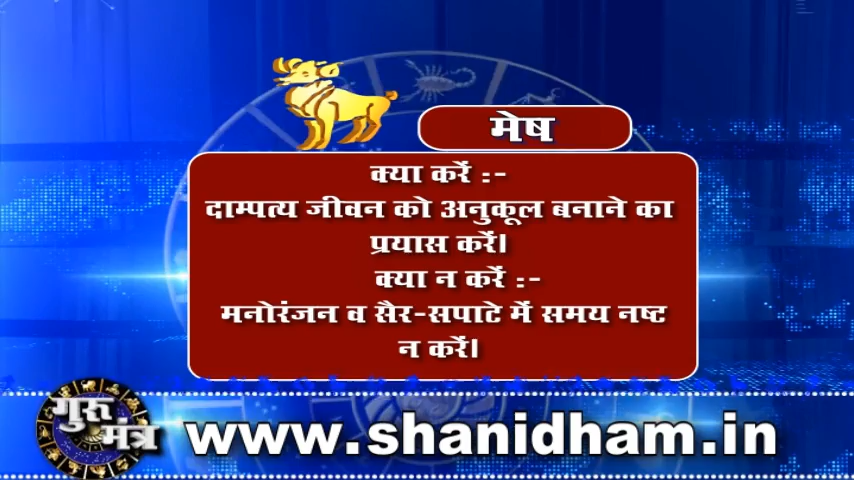 मेष
क्या करें :-
दाम्पत्य जीवन को अनुकूल बनाने का
प्रयास करें।
क्या न करें :-
मनोरंजन व सैर-सपाटे में समय नष्ट
न करें।
गुरु
मंत्र
www.shanidham.in